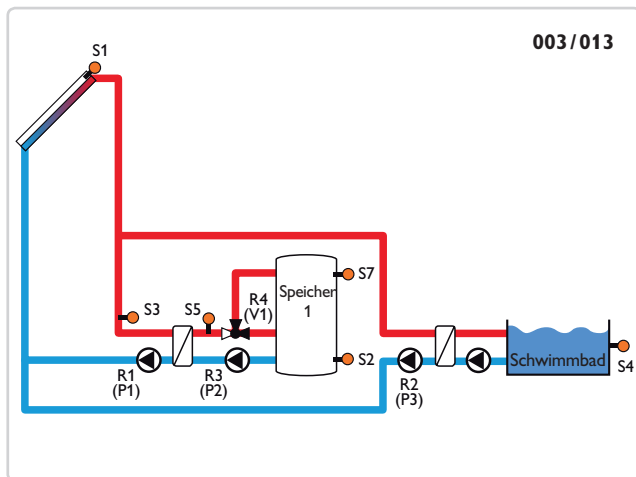 003/013
S1
S3
S5
R4
(V1)
Speicher
1
S7
S2
R1
(P1)
R3
(P2)
R2
(P3)
Schwimmbad
S4